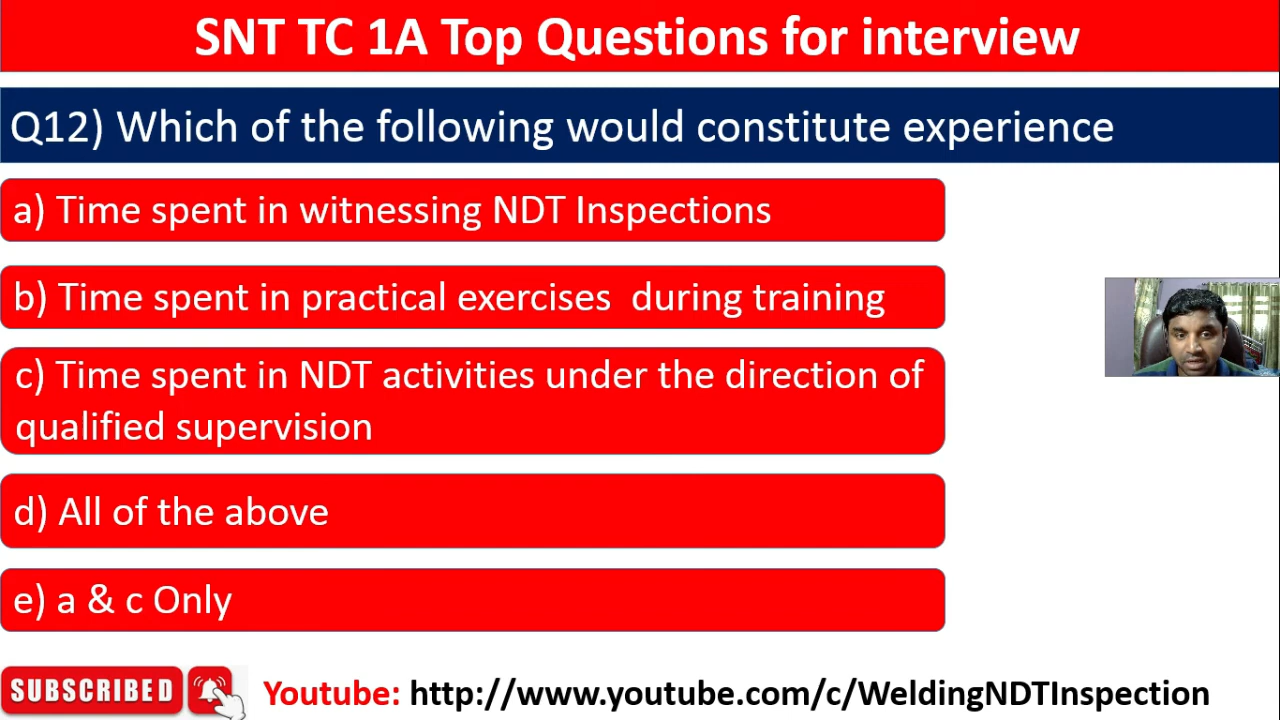 SNT TC 1A Top Questions for interview
Q12) Which of the following would constitute experience
a) Time spent in witnessing NDT Inspections
b) Time spent in practical exercises during training
c) Time spent in NDT activities under the direction of
qualified supervision
d) All of the above
e) a & c Only
SUBSCRIBED
Youtube: http://www.youtube.com/c/WeldingNDTInspection